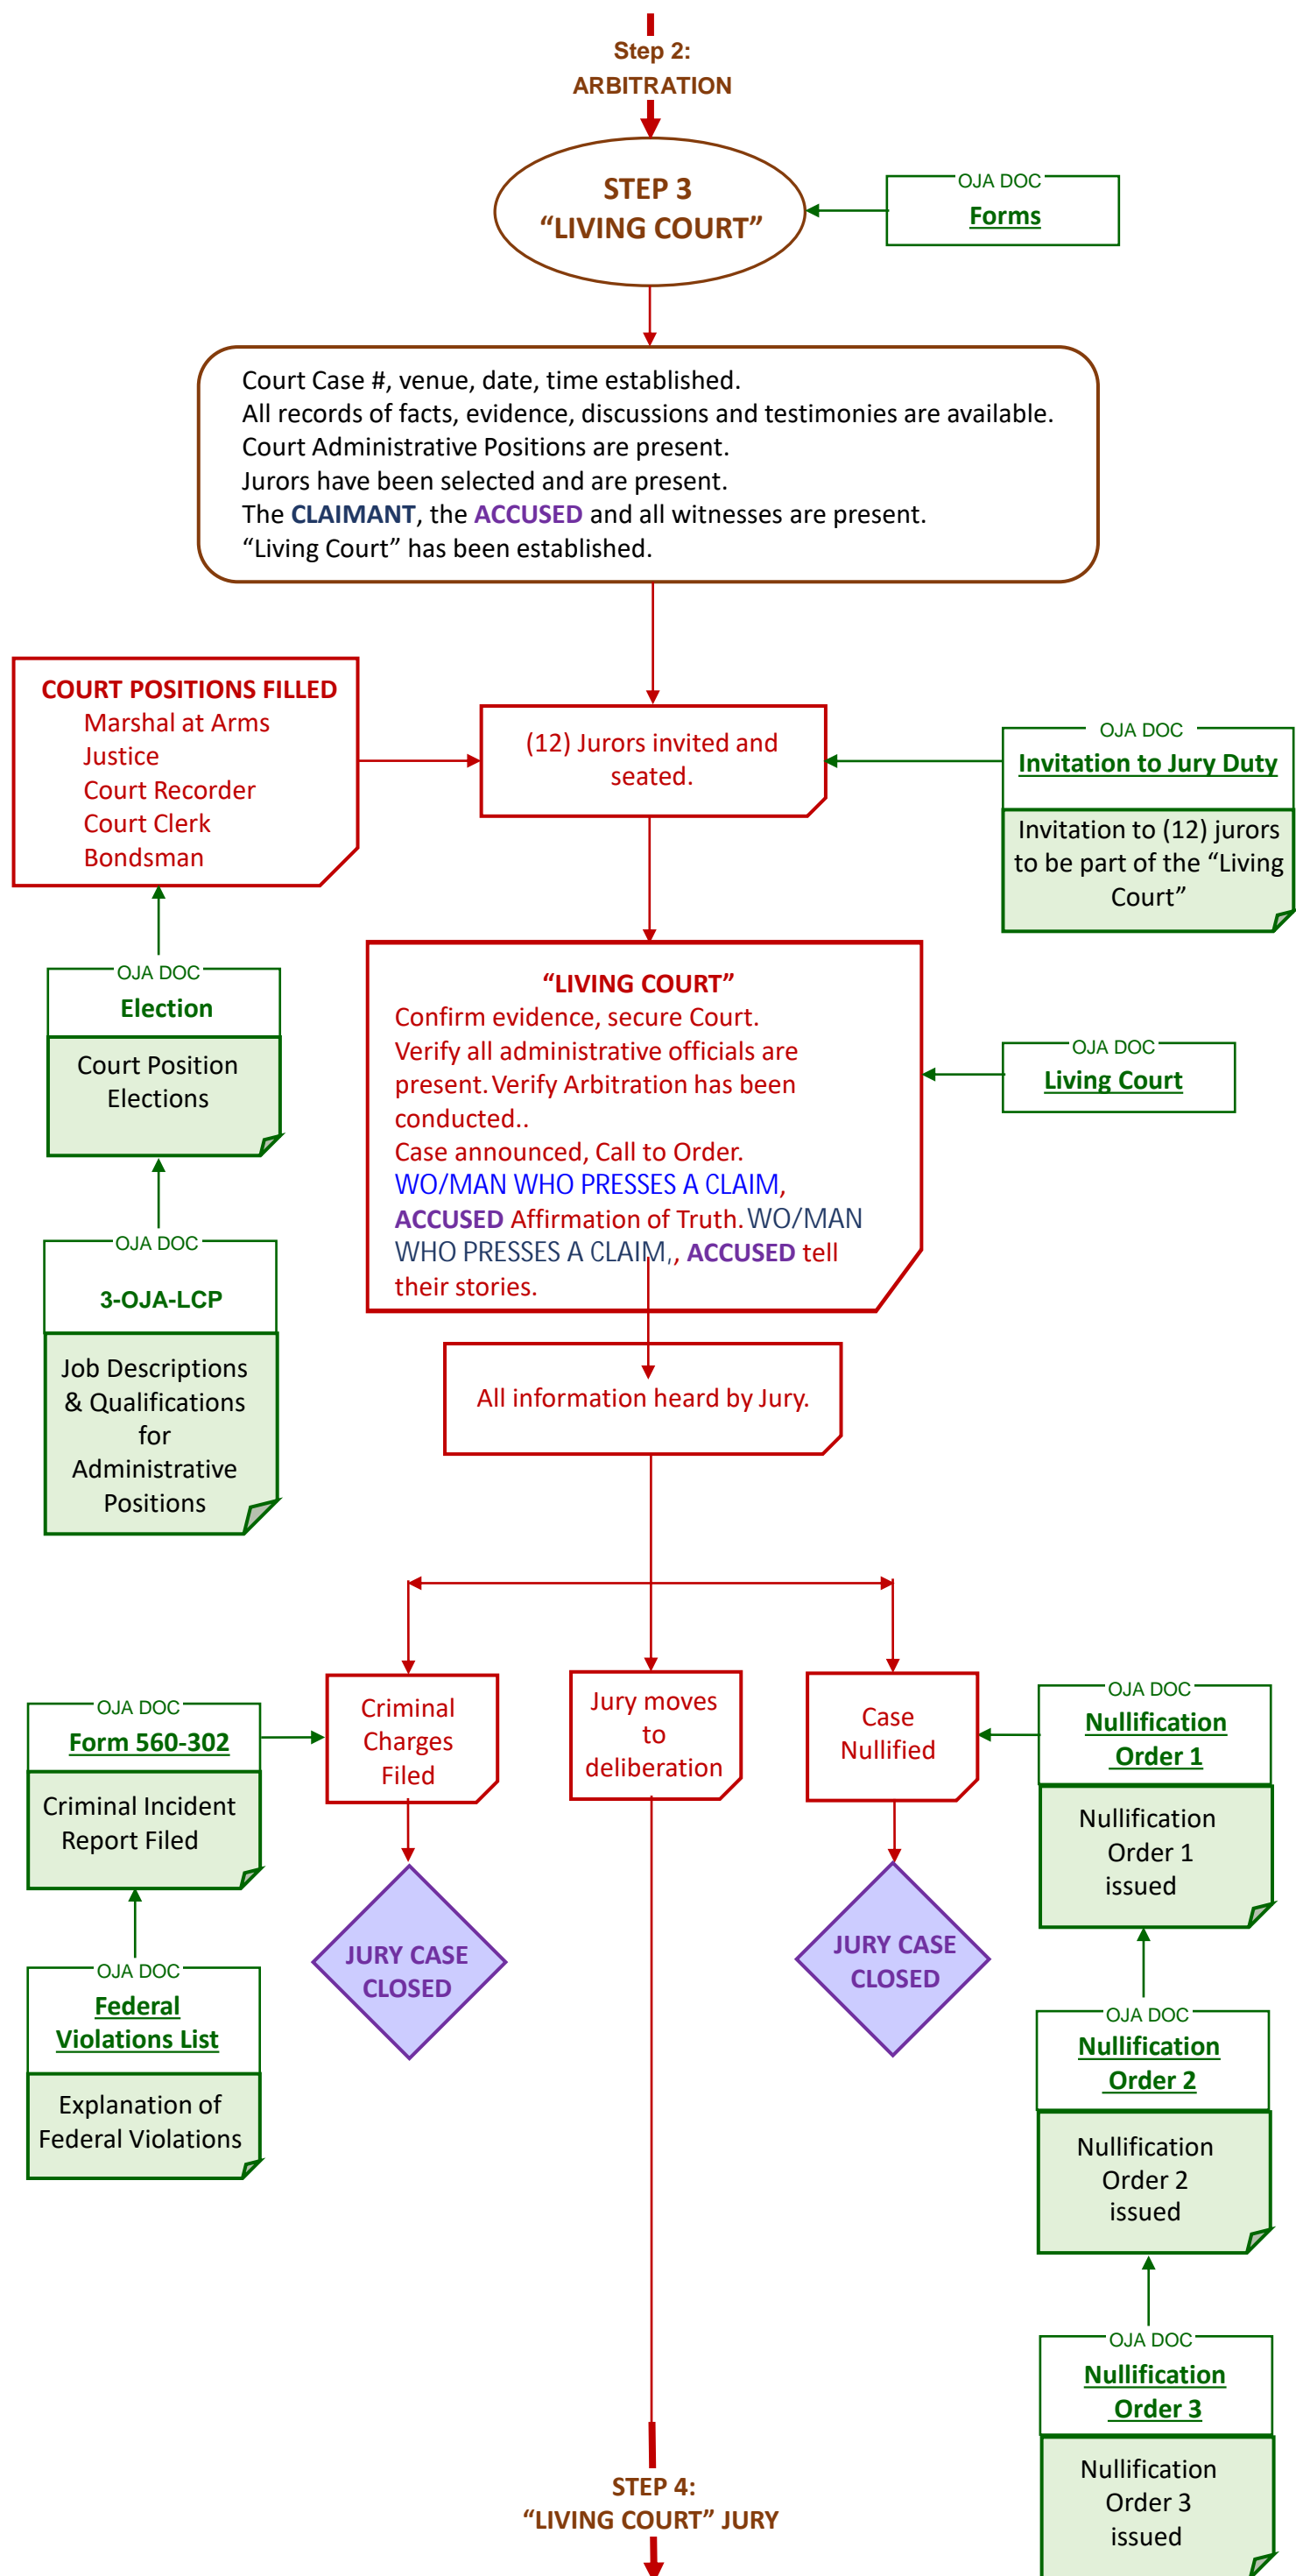 Step 2:
ARBITRATION
STEP 3
“LIVING COURT”
OJA DOC
Forms
Court Case #, venue, date, time established.
All records of facts, evidence, discussions and testimonies are available.
Court Administrative Positions are present.
Jurors have been selected and are present.
The CLAIMANT, the ACCUSED and all witnesses are present.
“Living Court” has been established.
COURT POSITIONS FILLED
Marshal at Arms
Justice
Court Recorder
Court Clerk
Bondsman
(12) Jurors invited and
seated.
OJA DOC
Invitation to Jury Duty
Invitation to (12) jurors
to be part of the “Living
Court”
OJA DOC
Election
Court Position
Elections
“LIVING COURT”
Confirm evidence, secure Court.
Verify all administrative officials are
present. Verify Arbitration has been
conducted..
Case announced, Call to Order.
WO/MAN WHO PRESSES A CLAIM,
ACCUSED Affirmation of Truth. WO/MAN
WHO PRESSES A CLAIM,, ACCUSED tell
their stories.
OJA DOC
Living Court
OJA DOC
3-OJA-LCP
Job Descriptions
& Qualifications
for
Administrative
Positions
All information heard by Jury.
OJA DOC
Form 560-302
Criminal Incident
Report Filed
Criminal
Charges
Filed
Jury moves
to
deliberation
Case
Nullified
OJA DOC
Nullification
Order 1
Nullification
Order 1
issued
JURY CASE
CLOSED
JURY CASE
CLOSED
OJA DOC
Federal
Violations List
Explanation of
Federal Violations
OJA DOC
Nullification
Order 2
Nullification
Order 2
issued
OJA DOC
Nullification
Order 3
Nullification
Order 3
issued
STEP 4:
“LIVING COURT” JURY